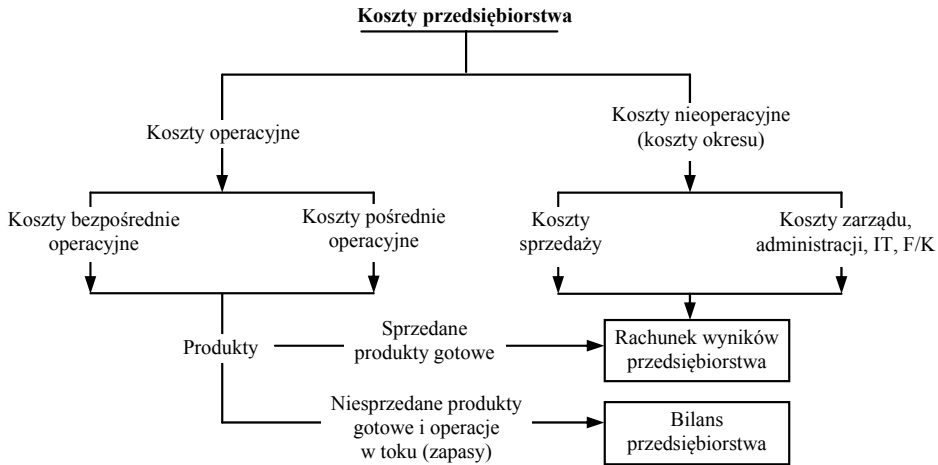 Koszty przedsiębiorstwa
Koszty operacyjne
Koszty nieoperacyjne
(koszty okresu)
Koszty bezpośrednie
operacyjne
Koszty pośrednie
operacyjne
Koszty
sprzedaży
Koszty zarządu,
administracji, IT, F/K
Produkty
Sprzedane
produkty gotowe
Rachunek wyników
przedsiębiorstwa
Niesprzedane produkty
gotowe i operacje
w toku (zapasy)
Bilans
przedsiębiorstwa